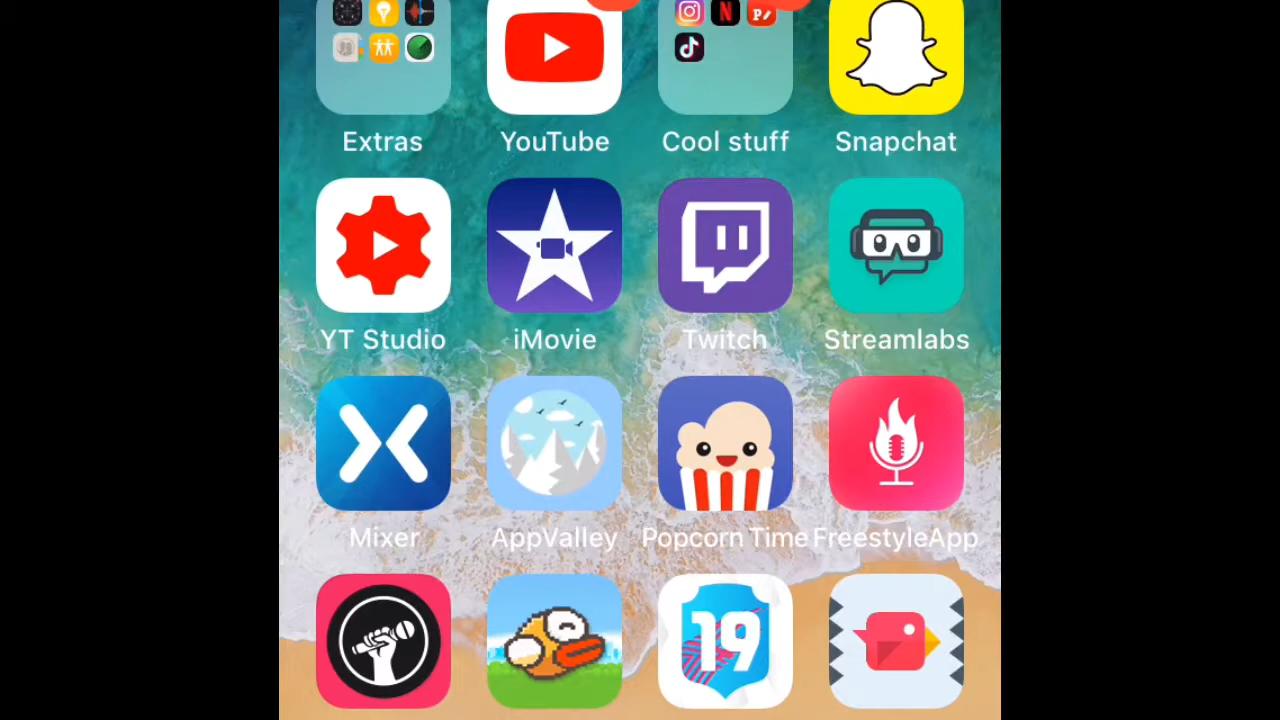 Extras YouTube Cool stuff Snapchat
YT Studio iMovie Twitch Streamlabs
Mixer AppValley Popcorn Time FreestyleApp
19